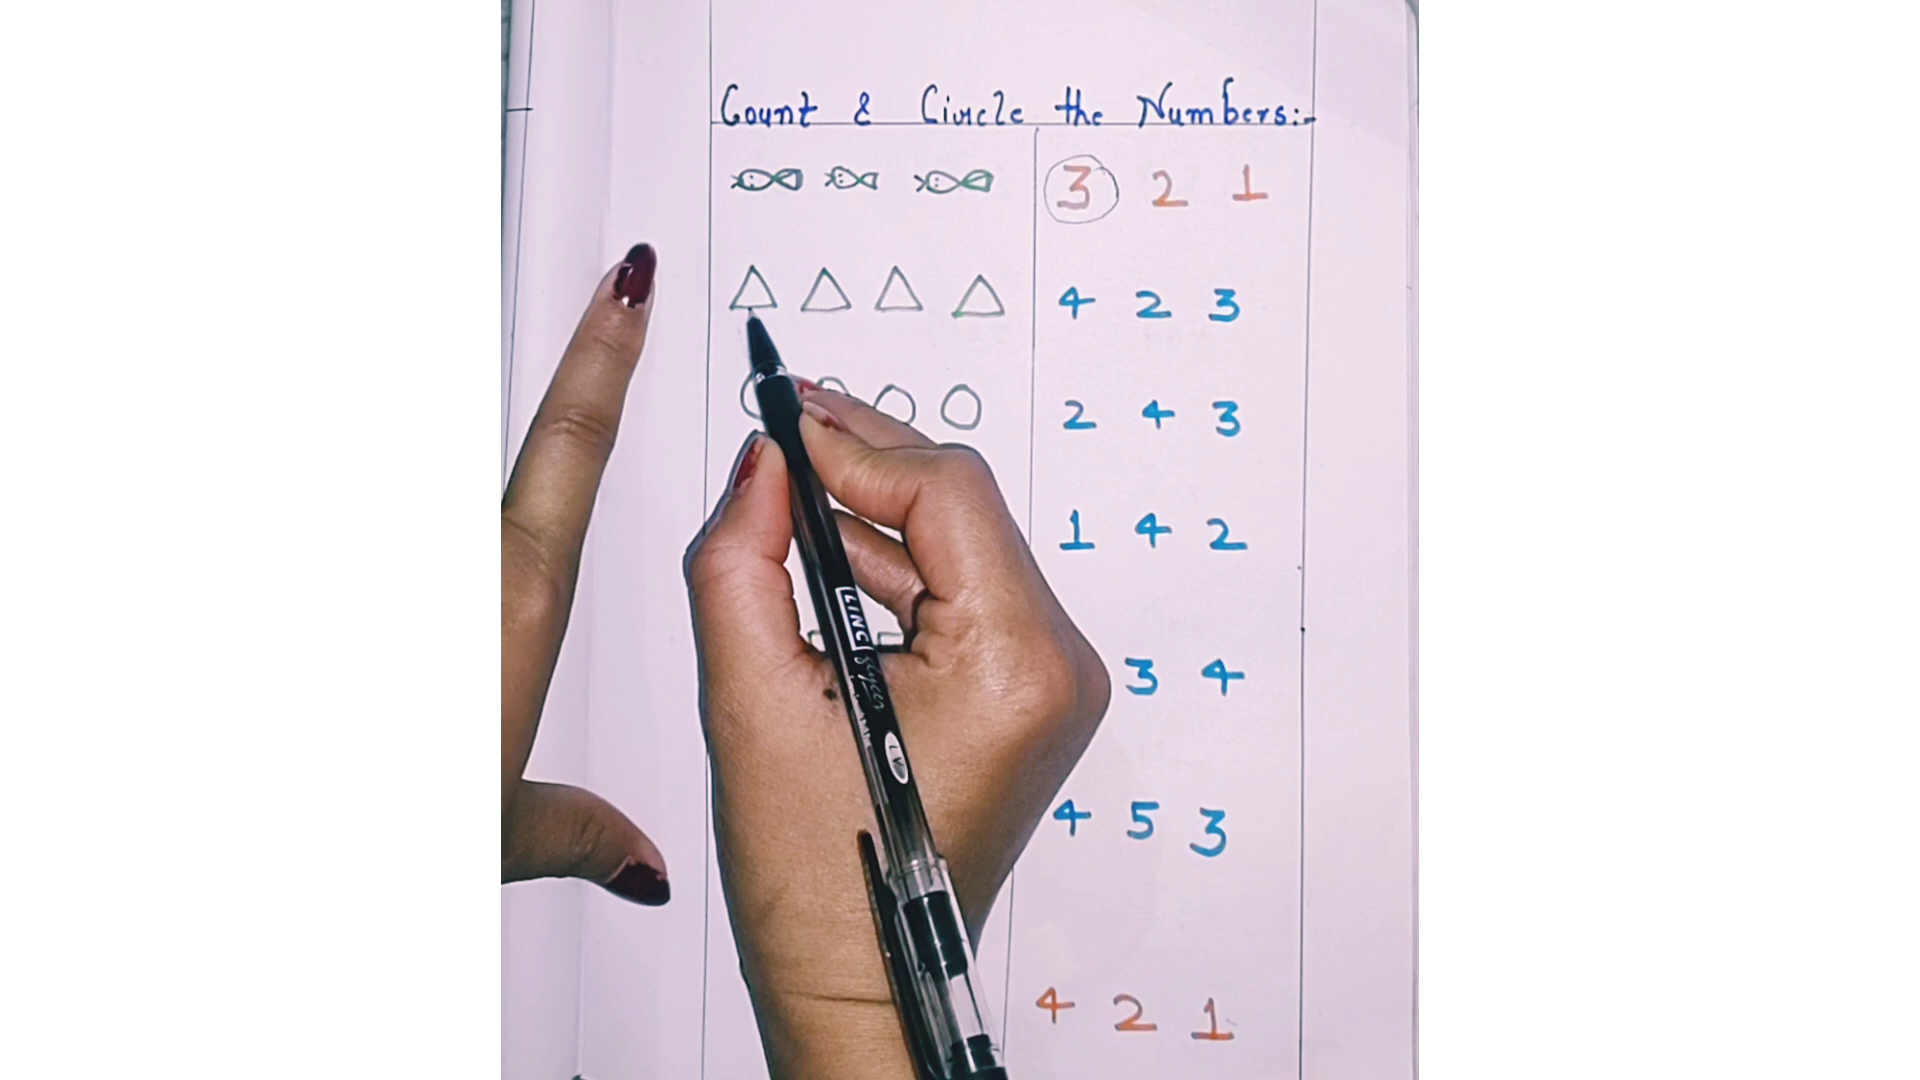 Count & Circle the Numbers:-
3 2 1
4 2 3
2 4 3
1 4 2
3 4
4 5 3
4 2 1
LINC glycer